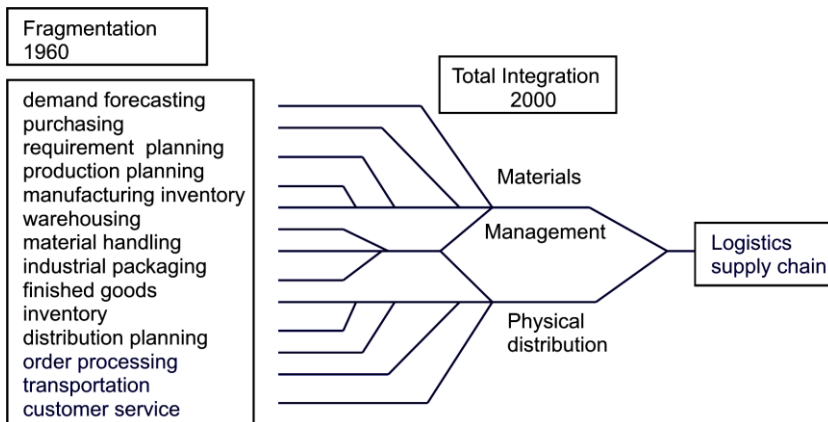 Fragmentation
1960
Total Integration
2000
demand forecasting
purchasing
requirement planning
production planning
manufacturing inventory
warehousing
material handling
industrial packaging
finished goods
inventory
distribution planning
order processing
transportation
customer service
Materials
Management
Physical
distribution
Logistics
supply chain